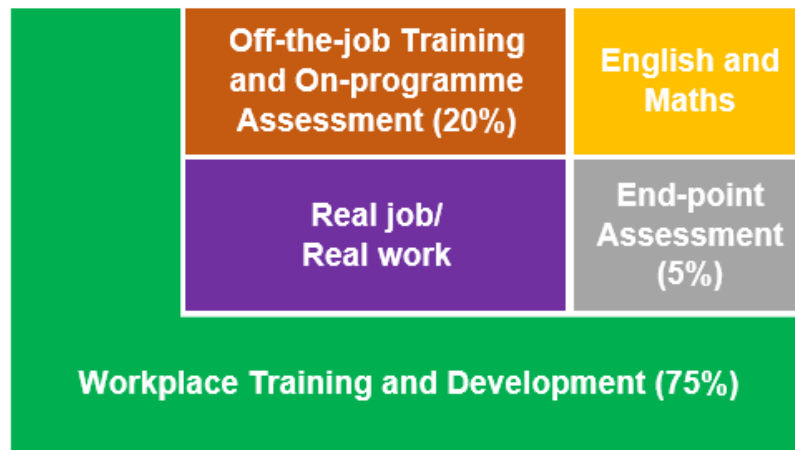 Off-the-job Training
and On-programme
Assessment (20%)
English and
Maths
Real job/
Real work
End-point
Assessment
(5%)
Workplace Training and Development (75%)